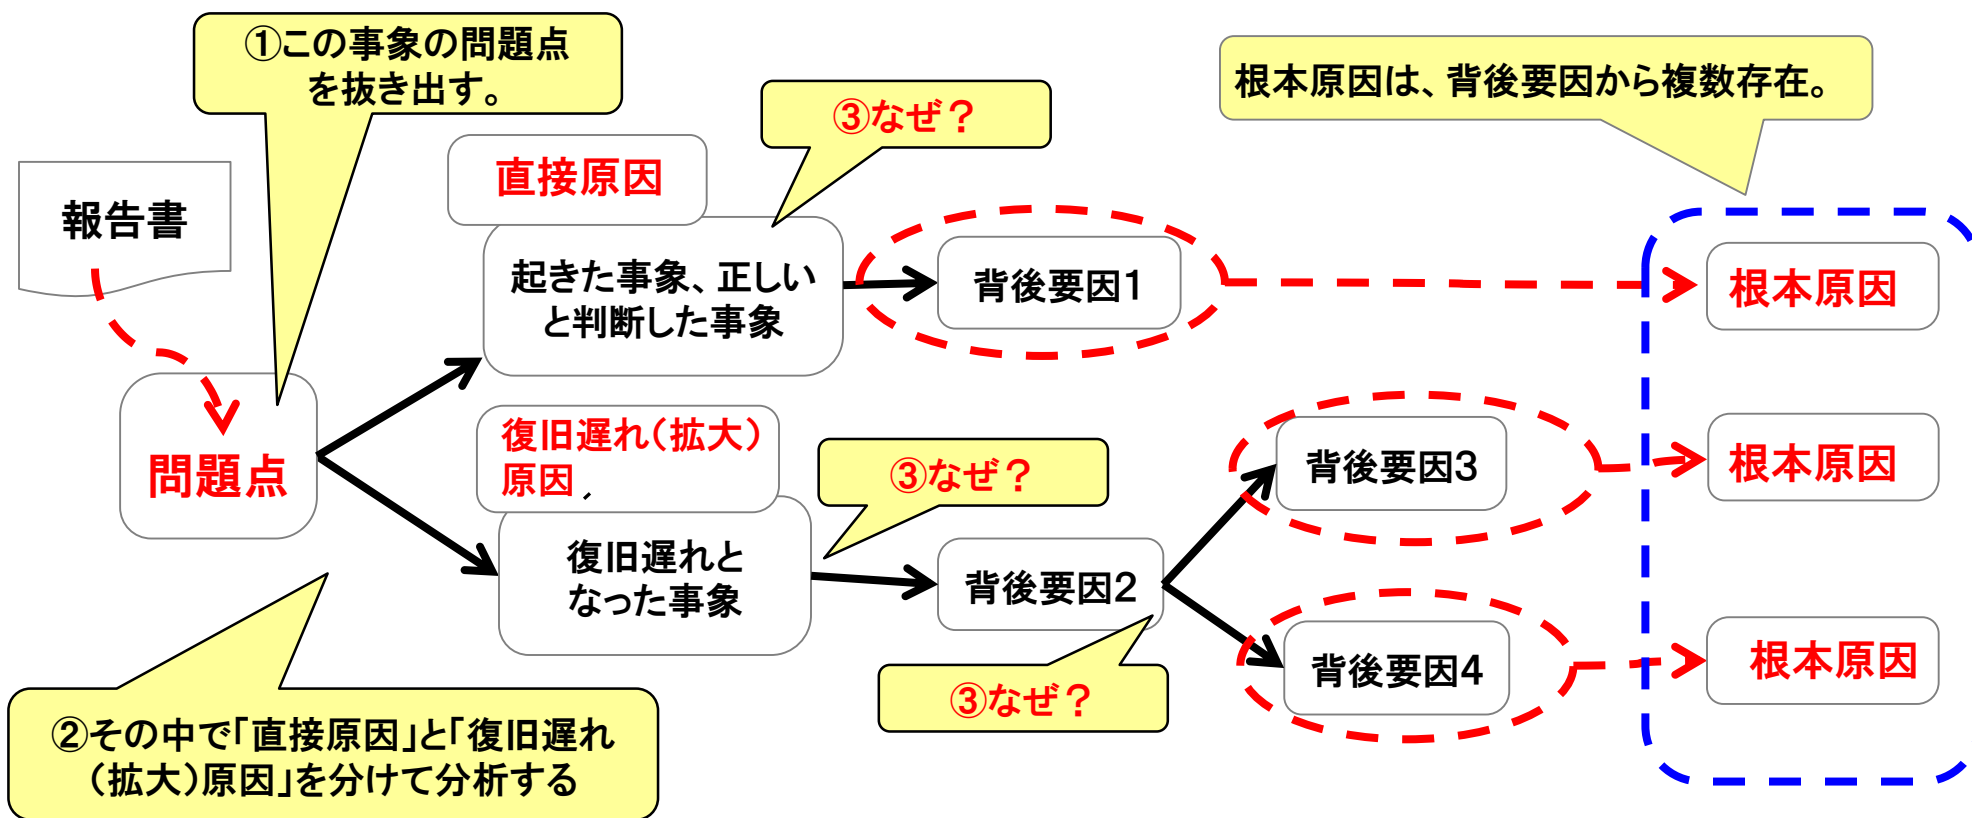 ①この事象の問題点
を抜き出す。
根本原因は、背後要因から複数存在。
③なぜ？
直接原因
報告書
起きた事象、正しい
と判断した事象
背後要因1
根本原因
問題点
復旧遅れ（拡大）
原因
③なぜ？
背後要因3
根本原因
復旧遅れと
なった事象
背後要因2
③なぜ？
背後要因4
根本原因
②その中で「直接原因」と「復旧遅れ
（拡大）原因」を分けて分析する